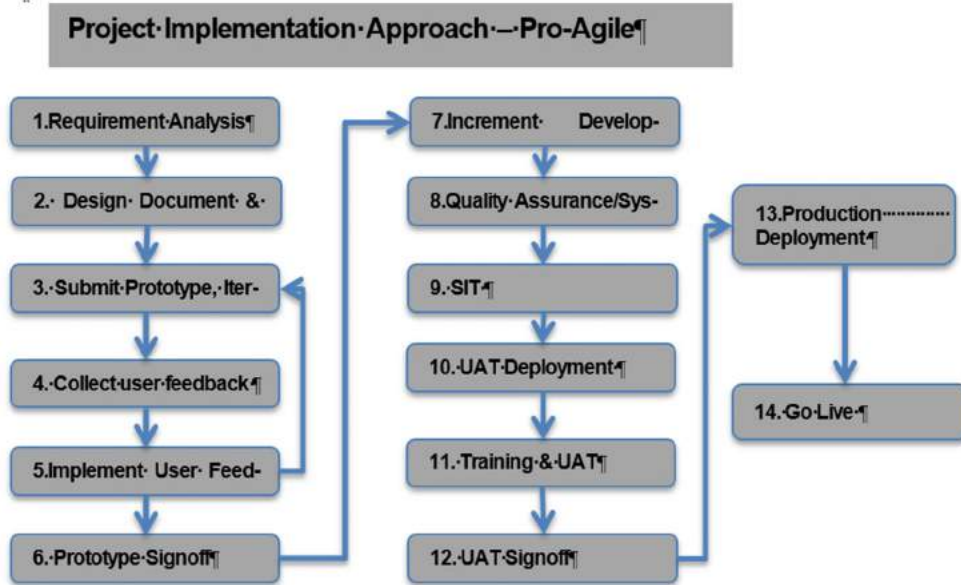 Project·Implementation·Approach·–·Pro-Agile¶
1.Requirement·Analysis¶
2.· Design· Document· &·
3.·Submit·Prototype,·Iter-
4.·Collect·user·feedback¶
5.Implement· User· Feed-
6.·Prototype·Signoff¶
7.Increment· Develop-
8.Quality·Assurance/Sys-
9.·SIT·¶
10.·UAT·Deployment¶
11.·Training·&·UAT¶
12.·UAT·Signoff¶
13.Production··············
Deployment¶
14.·Go·Live·¶